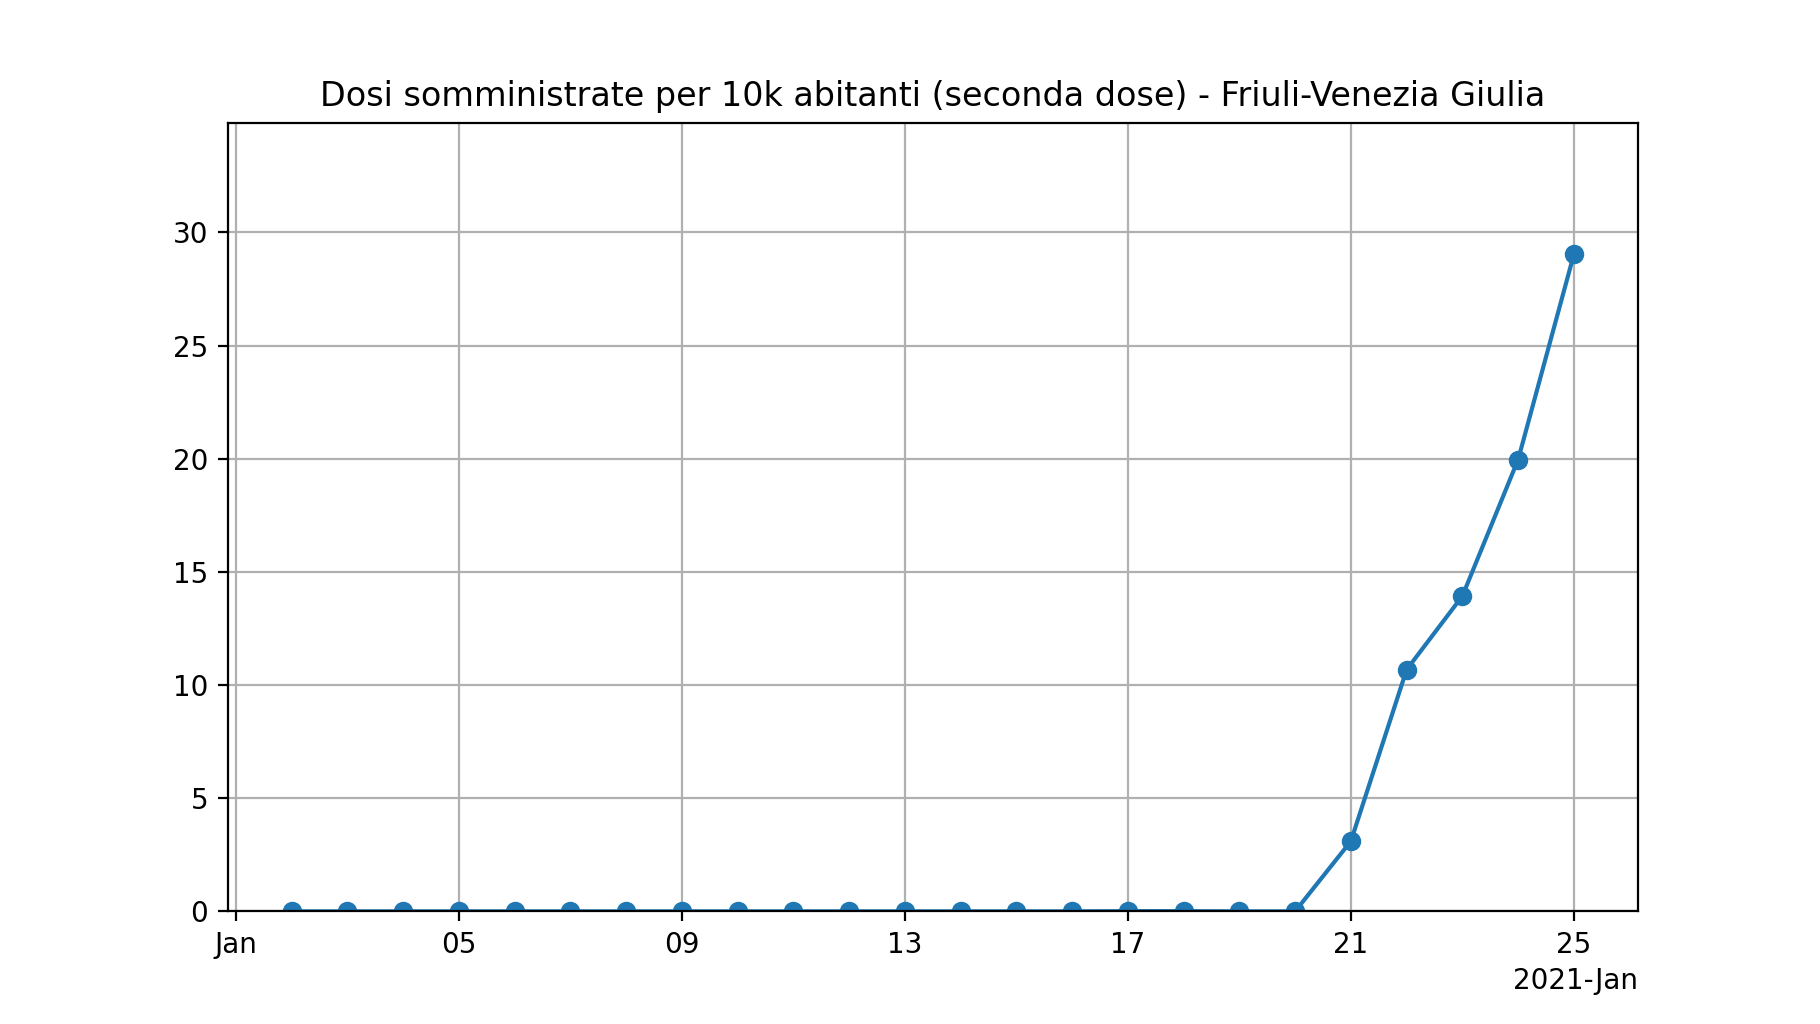 Dosi somministrate per 10k abitanti (seconda dose) - Friuli-Venezia Giulia
30
25
20
15
10
5
0
Jan 05 09 13 17 21 25
2021-Jan